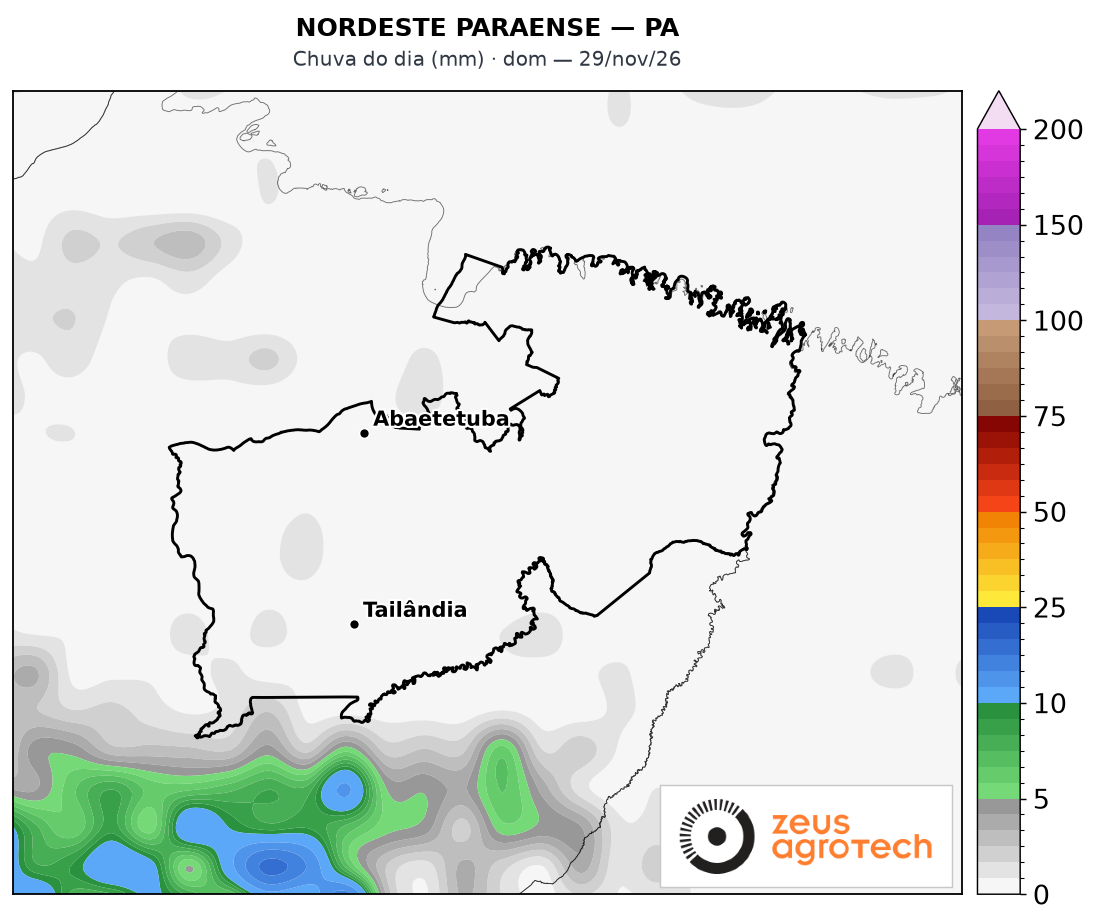 NORDESTE PARAENSE — PA
Chuva do dia (mm) · dom — 29/nov/26
200
150
100
75
50
25
10
5
0
Abaetetuba
Tailândia
zeus
agrotech